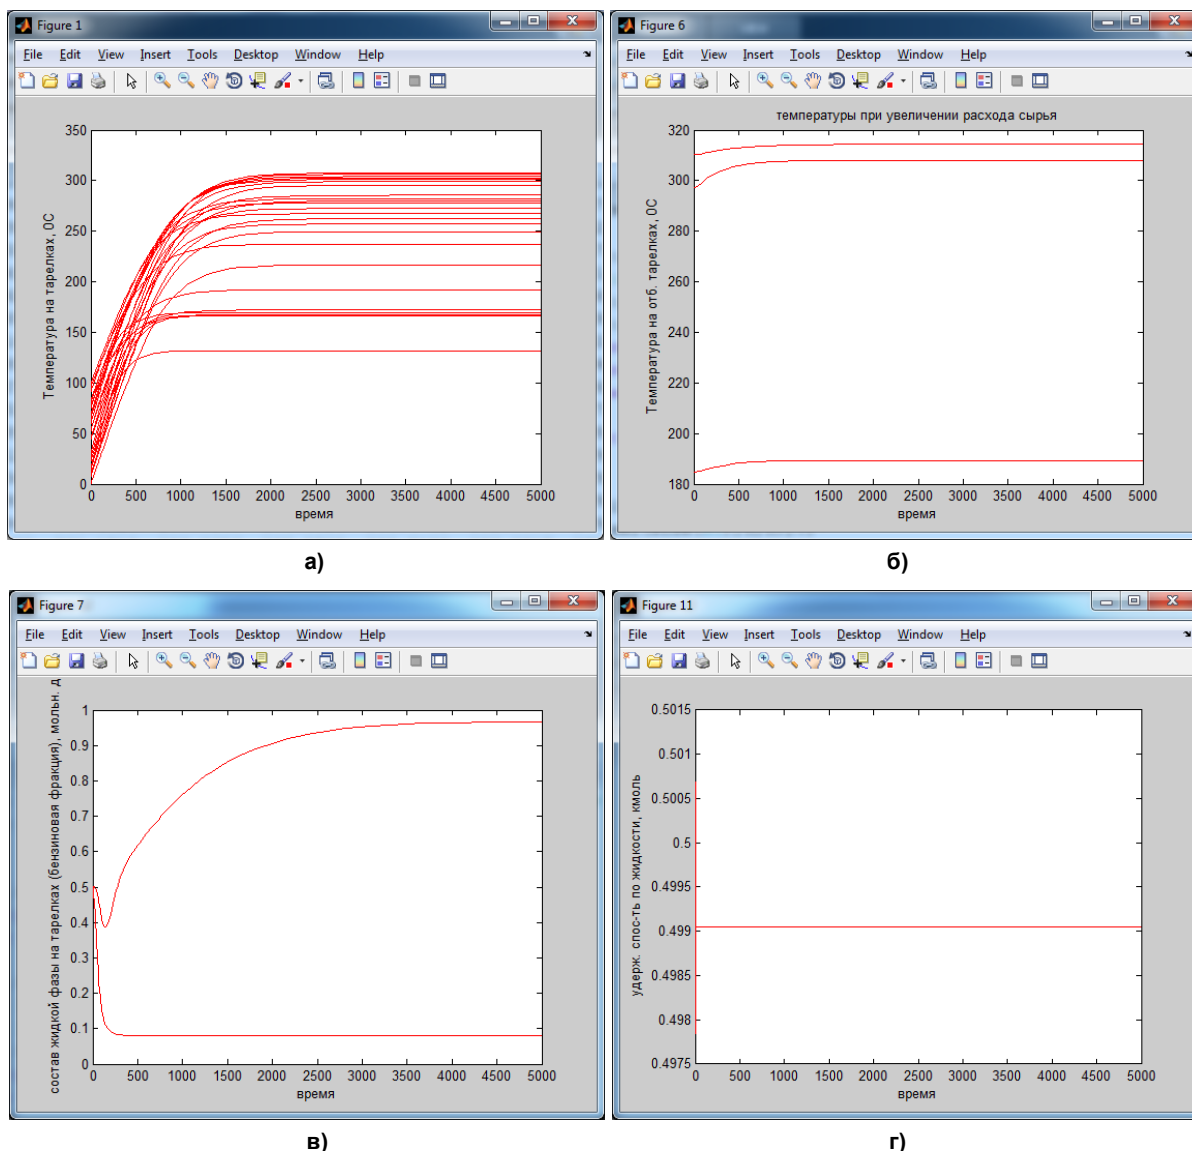 Figure 1
File Edit View Insert Tools Desktop Window Help
350
300
250
200
150
100
50
0
Температура на тарелках, 0С
0 500 1000 1500 2000 2500 3000 3500 4000 4500 5000
время
а)
Figure 6
File Edit View Insert Tools Desktop Window Help
температуры при увеличении расхода сырья
320
300
280
260
240
220
200
180
Температура на отб. тарелках, 0С
0 500 1000 1500 2000 2500 3000 3500 4000 4500 5000
время
б)
Figure 7
File Edit View Insert Tools Desktop Window Help
1
0.9
0.8
0.7
0.6
0.5
0.4
0.3
0.2
0.1
0
состав жидкой фазы на тарелках (бензиновая фракция), мольн. д
0 500 1000 1500 2000 2500 3000 3500 4000 4500 5000
время
в)
Figure 11
File Edit View Insert Tools Desktop Window Help
0.5015
0.501
0.5005
0.5
0.4995
0.499
0.4985
0.498
0.4975
удерж. спос-ть по жидкости, кмоль
0 500 1000 1500 2000 2500 3000 3500 4000 4500 5000
время
г)